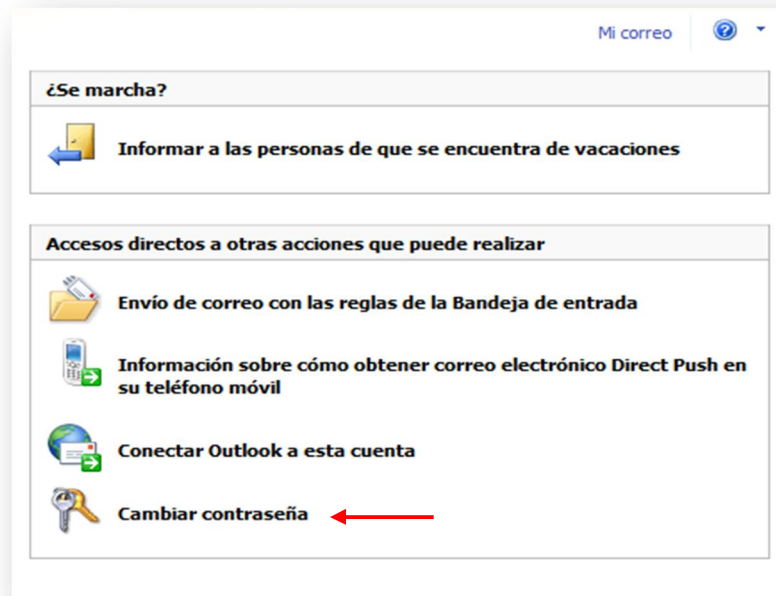 Mi correo
¿Se marcha?
Informar a las personas de que se encuentra de vacaciones
Accesos directos a otras acciones que puede realizar
Envío de correo con las reglas de la Bandeja de entrada
Información sobre cómo obtener correo electrónico Direct Push en
su teléfono móvil
Conectar Outlook a esta cuenta
Cambiar contraseña